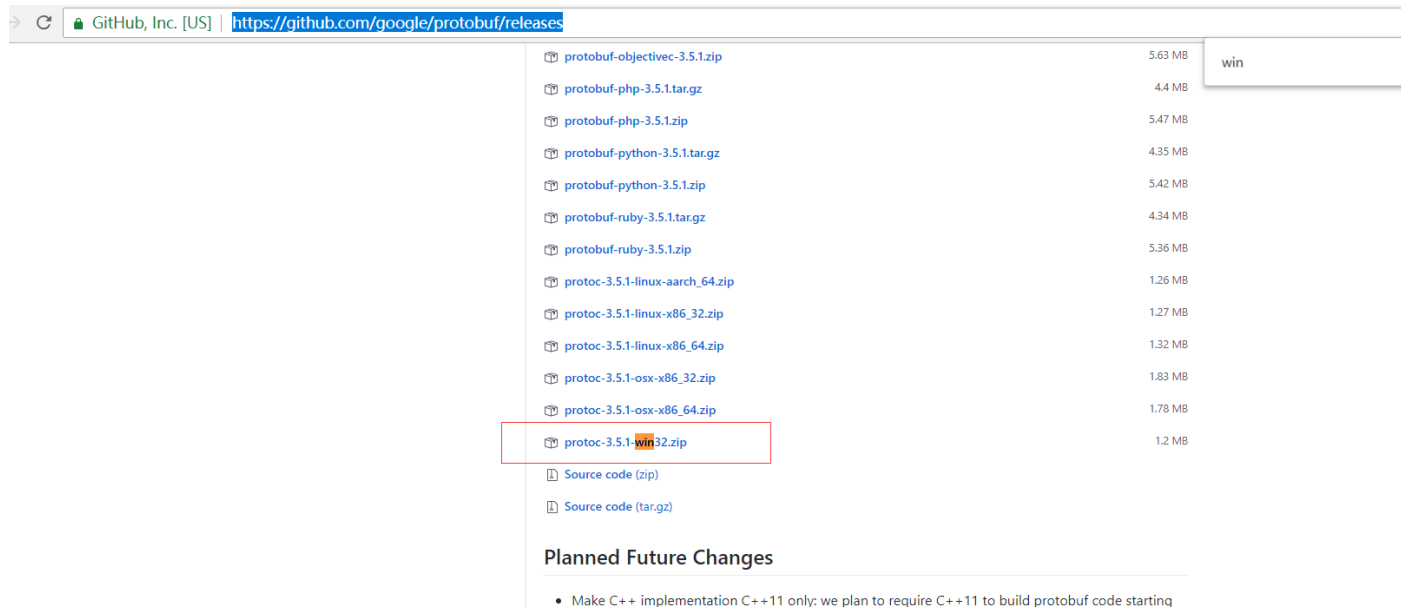 GitHub, Inc. [US] | https://github.com/google/protobuf/releases
win
protobuf-objectivec-3.5.1.zip 5.63 MB
protobuf-php-3.5.1.tar.gz 4.4 MB
protobuf-php-3.5.1.zip 5.47 MB
protobuf-python-3.5.1.tar.gz 4.35 MB
protobuf-python-3.5.1.zip 5.42 MB
protobuf-ruby-3.5.1.tar.gz 4.34 MB
protobuf-ruby-3.5.1.zip 5.36 MB
protoc-3.5.1-linux-aarch_64.zip 1.26 MB
protoc-3.5.1-linux-x86_32.zip 1.27 MB
protoc-3.5.1-linux-x86_64.zip 1.32 MB
protoc-3.5.1-osx-x86_32.zip 1.83 MB
protoc-3.5.1-osx-x86_64.zip 1.78 MB
protoc-3.5.1-win32.zip 1.2 MB
Source code (zip)
Source code (tar.gz)
Planned Future Changes
• Make C++ implementation C++11 only: we plan to require C++11 to build protobuf code starting